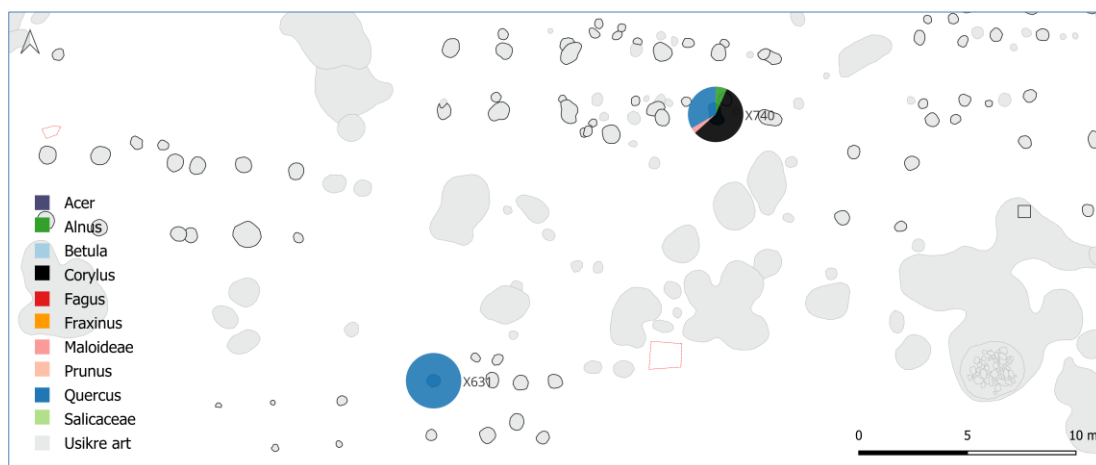 X740
Acer
Alnus
Betula
Corylus
Fagus
Fraxinus
Maloideae
Prunus
Quercus
Salicaceae
Usikre art
X631
0 5 10 m